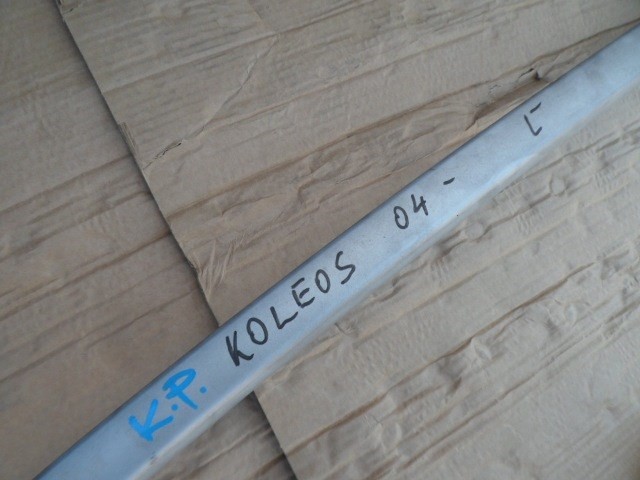 K.P. KOLEOS 04- L-